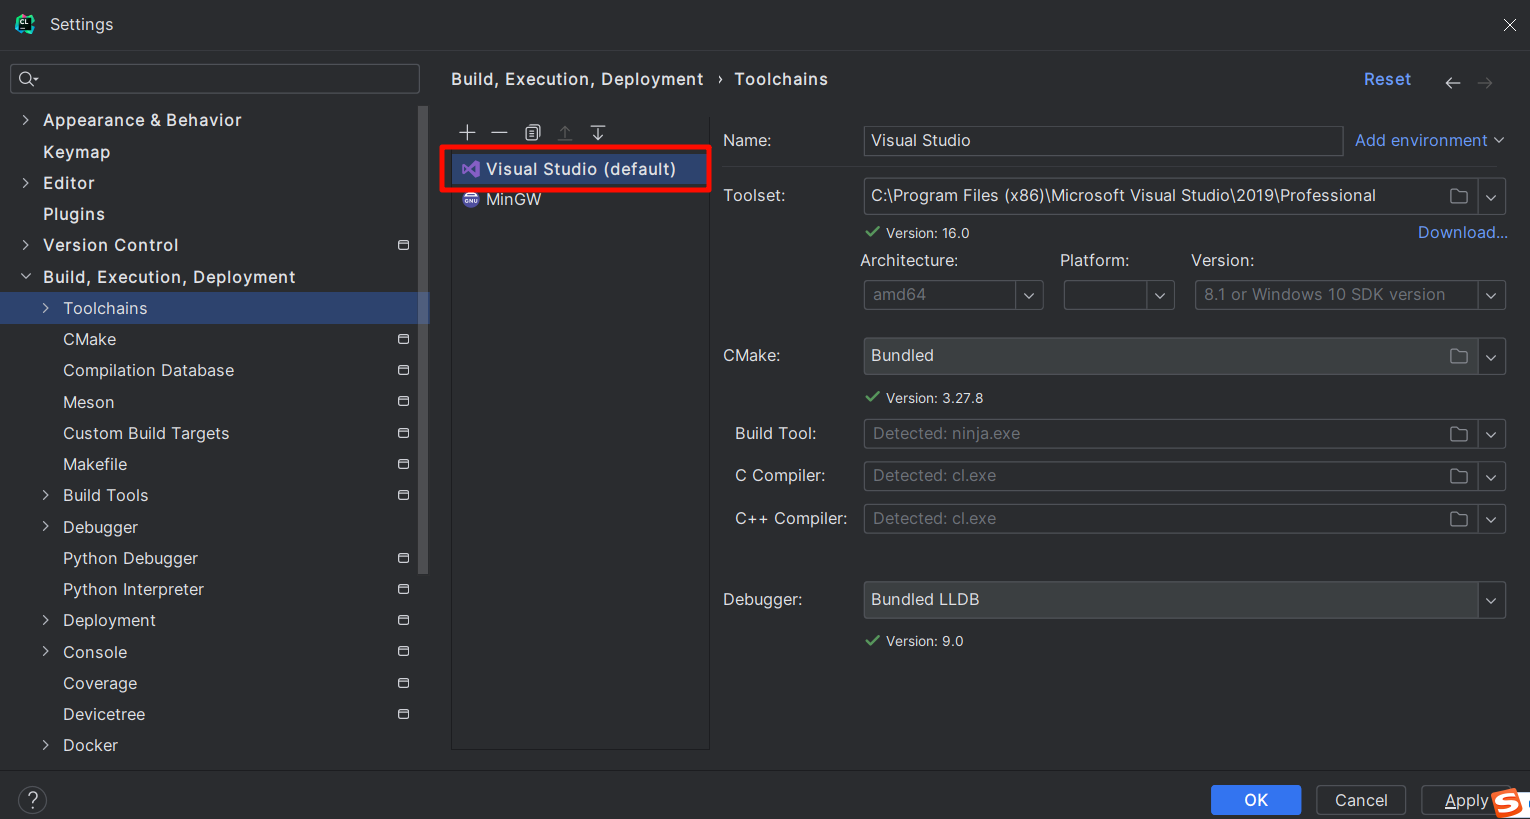 Settings
Build, Execution, Deployment › Toolchains
Reset
Appearance & Behavior
Keymap
Editor
Plugins
Version Control
Build, Execution, Deployment
Toolchains
CMake
Compilation Database
Meson
Custom Build Targets
Makefile
Build Tools
Debugger
Python Debugger
Python Interpreter
Deployment
Console
Coverage
Devicetree
Docker
Visual Studio (default)
MinGW
Name: Visual Studio Add environment
Toolset: C:\Program Files (x86)\Microsoft Visual Studio\2019\Professional
Version: 16.0 Download...
Architecture: Platform: Version:
amd64 8.1 or Windows 10 SDK version
CMake: Bundled
Version: 3.27.8
Build Tool: Detected: ninja.exe
C Compiler: Detected: cl.exe
C++ Compiler: Detected: cl.exe
Debugger: Bundled LLDB
Version: 9.0
?
OK Cancel Apply